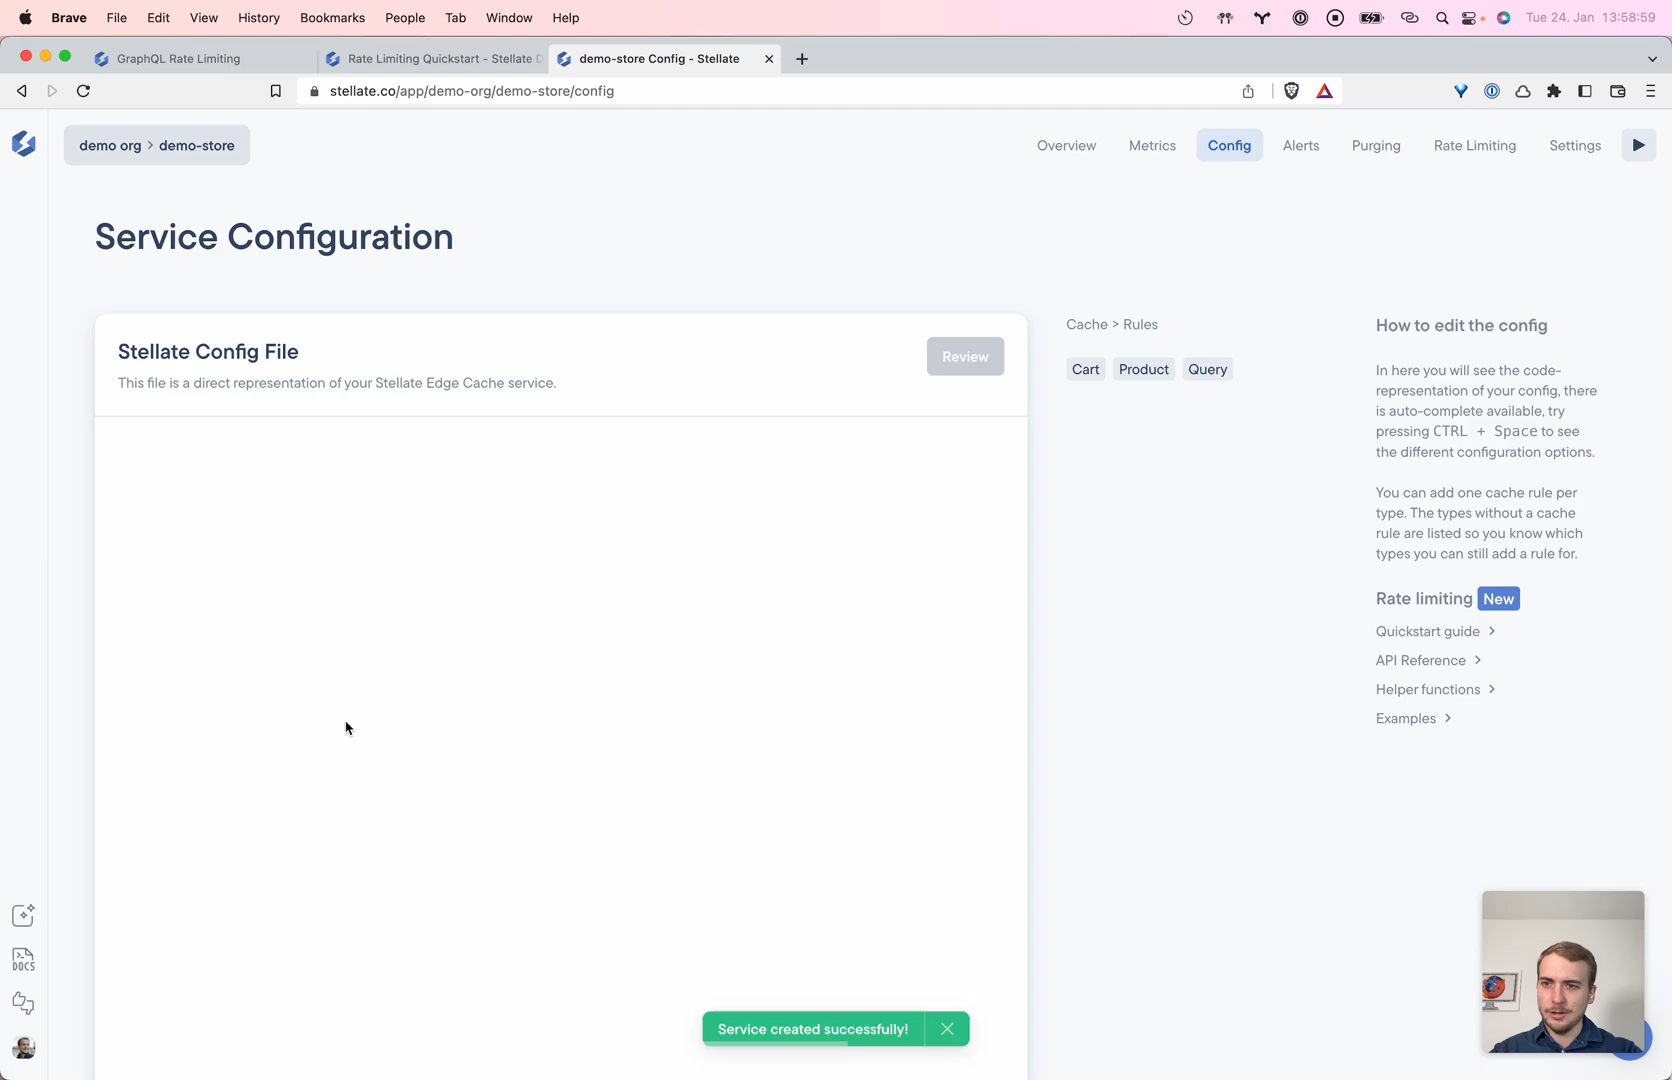 Brave File Edit View History Bookmarks People Tab Window Help Tue 24. Jan 13:58:59
GraphQL Rate Limiting Rate Limiting Quickstart - Stellate D demo-store Config - Stellate
stellate.co/app/demo-org/demo-store/config
demo org > demo-store Overview Metrics Config Alerts Purging Rate Limiting Settings
Service Configuration
Stellate Config File
This file is a direct representation of your Stellate Edge Cache service.
Review
Cache > Rules
Cart Product Query
How to edit the config
In here you will see the code-
representation of your config, there
is auto-complete available, try
pressing CTRL + Space to see
the different configuration options.
You can add one cache rule per
type. The types without a cache
rule are listed so you know which
types you can still add a rule for.
Rate limiting New
Quickstart guide >
API Reference >
Helper functions >
Examples >
DOCS
Service created successfully!